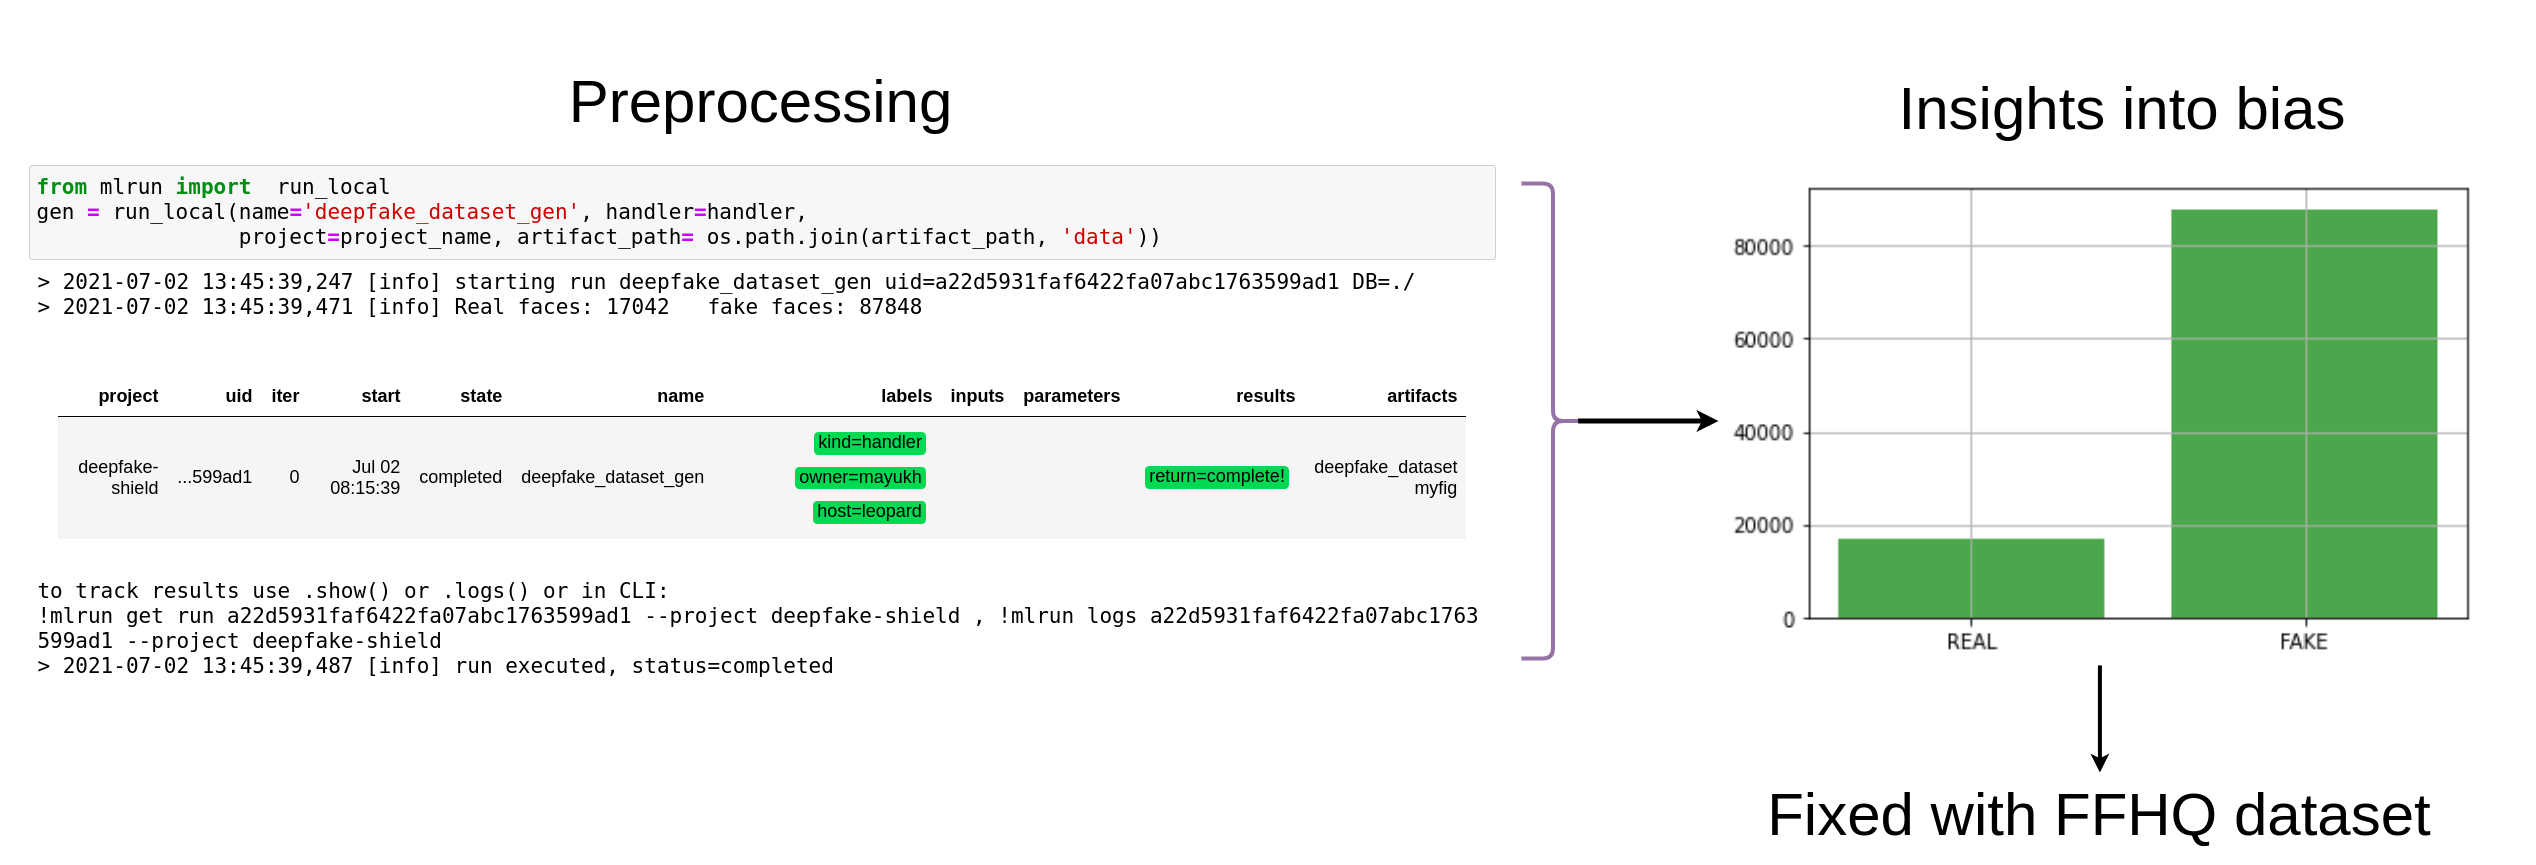 Preprocessing
from mlrun import  run_local
gen = run_local(name='deepfake_dataset_gen', handler=handler,
                project=project_name, artifact_path= os.path.join(artifact_path, 'data'))
> 2021-07-02 13:45:39,247 [info] starting run deepfake_dataset_gen uid=a22d5931faf6422fa07abc1763599ad1 DB=./
> 2021-07-02 13:45:39,471 [info] Real faces: 17042   fake faces: 87848
project uid iter start state name labels inputs parameters results artifacts
deepfake-
shield
...599ad1
0
Jul 02
08:15:39
completed
deepfake_dataset_gen
kind=handler
owner=mayukh
host=leopard
return=complete!
deepfake_dataset
myfig
to track results use .show() or .logs() or in CLI:
!mlrun get run a22d5931faf6422fa07abc1763599ad1 --project deepfake-shield , !mlrun logs a22d5931faf6422fa07abc1763
599ad1 --project deepfake-shield
> 2021-07-02 13:45:39,487 [info] run executed, status=completed
Insights into bias
80000
60000
40000
20000
0
REAL FAKE
Fixed with FFHQ dataset